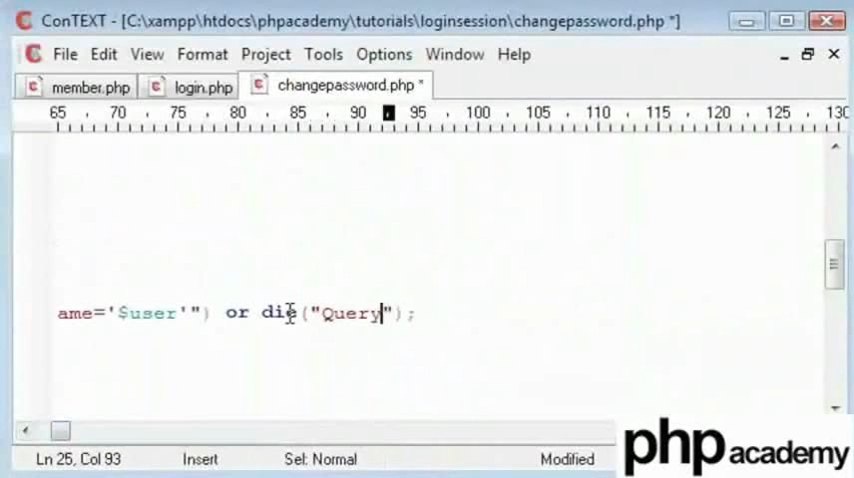 ConTEXT - [C:\xampp\htdocs\phpacademy\tutorials\loginsession\changepassword.php *]
File Edit View Format Project Tools Options Window Help
member.php login.php changepassword.php *
65 70 75 80 85 90 95 100 105 110 115 120 125 130
ame='$user'") or die("Query");
Ln 25, Col 93 Insert Sel: Normal Modified
php academy